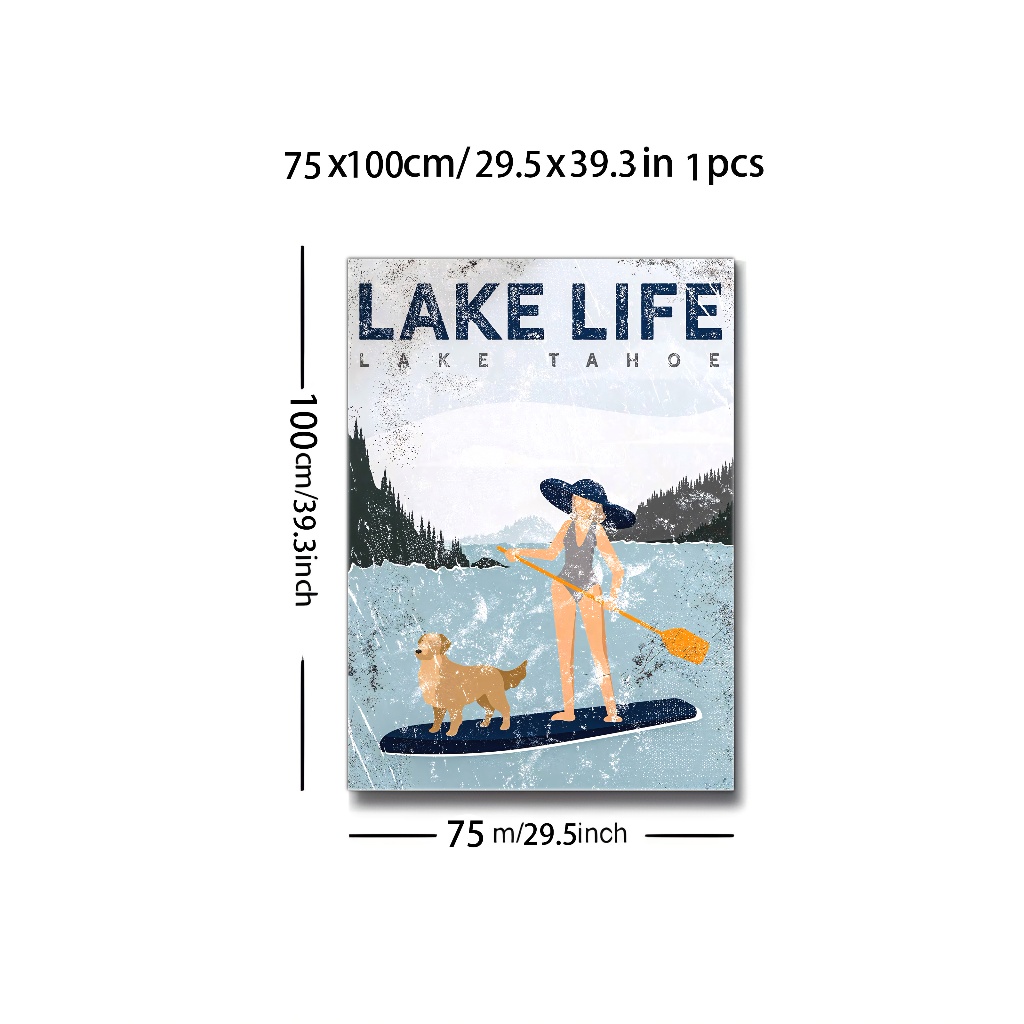 75x100cm/29.5x39.3in 1pcs
LAKE LIFE
LAKE TAHOE
100cm/39.3inch
75 m/29.5inch